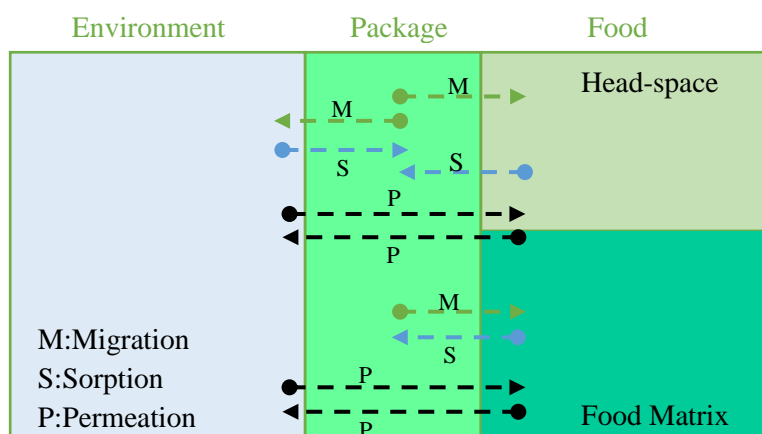 Environment Package Food
Head-space
M
M
S
S
P
P
M
S
P
P
M:Migration
S:Sorption
P:Permeation
Food Matrix